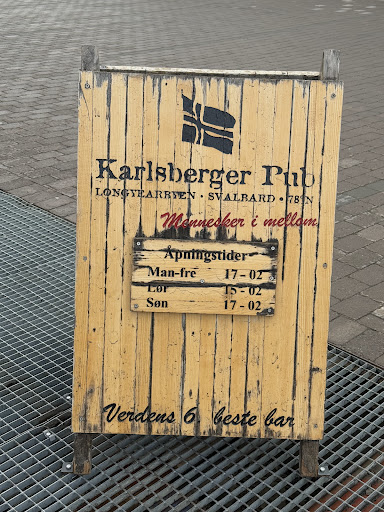 Karlsberger Pub
LONGYEARBYEN • SVALBARD • 78°N
Mennesker i mellom
Åpningstider
Man-fre 17 - 02
Lør 15 - 02
Søn 17 - 02
Verdens 6. beste bar